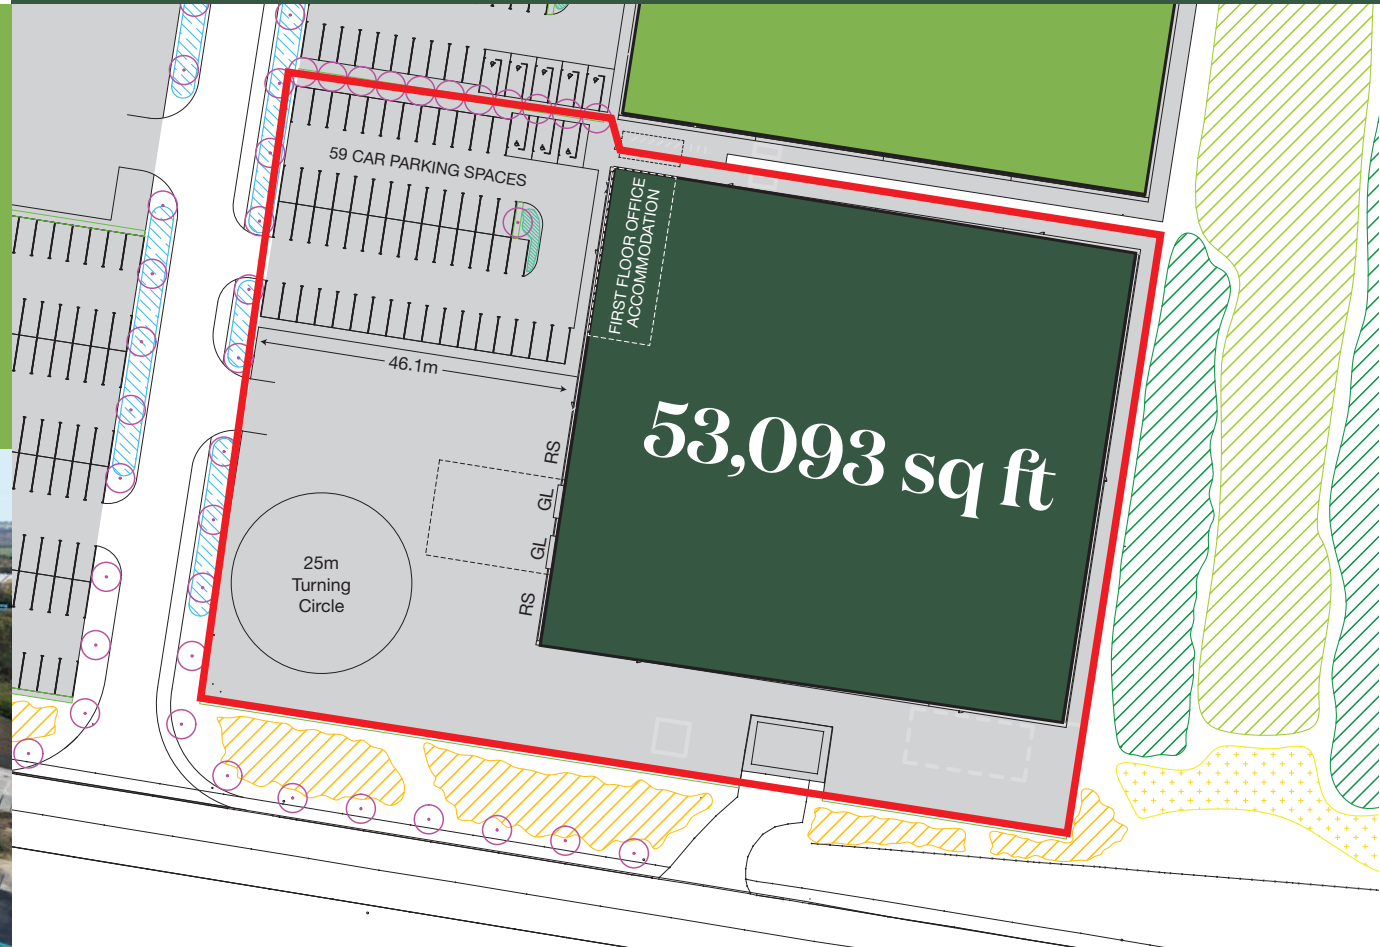 59 CAR PARKING SPACES
FIRST FLOOR OFFICE
ACCOMMODATION
46.1m
53,093 sq ft
RS
GL
GL
RS
25m
Turning
Circle